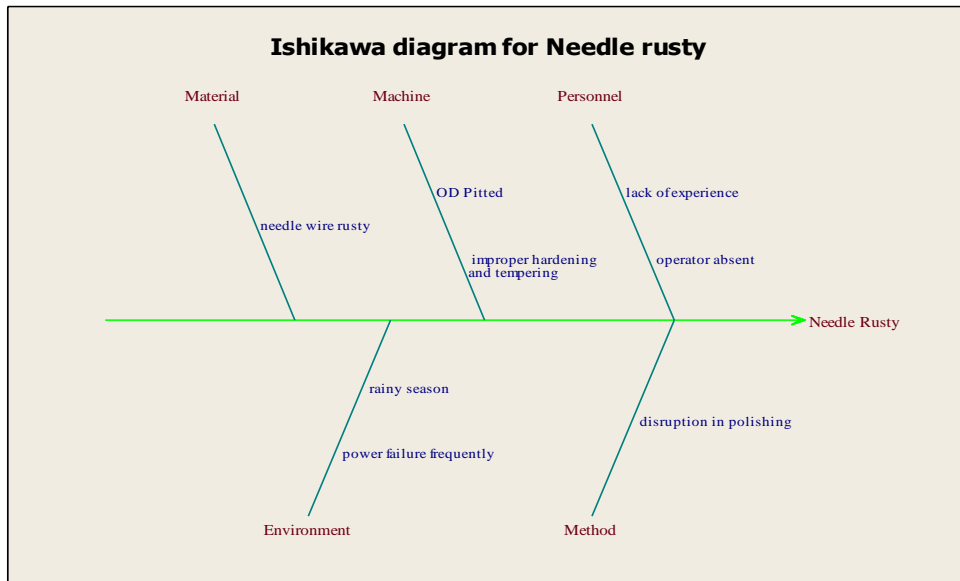 Ishikawa diagram for Needle rusty
Material
Machine
Personnel
OD Pitted
lack of experience
needle wire rusty
improper hardening
and tempering
operator absent
Needle Rusty
rainy season
disruption in polishing
power failure frequently
Environment
Method